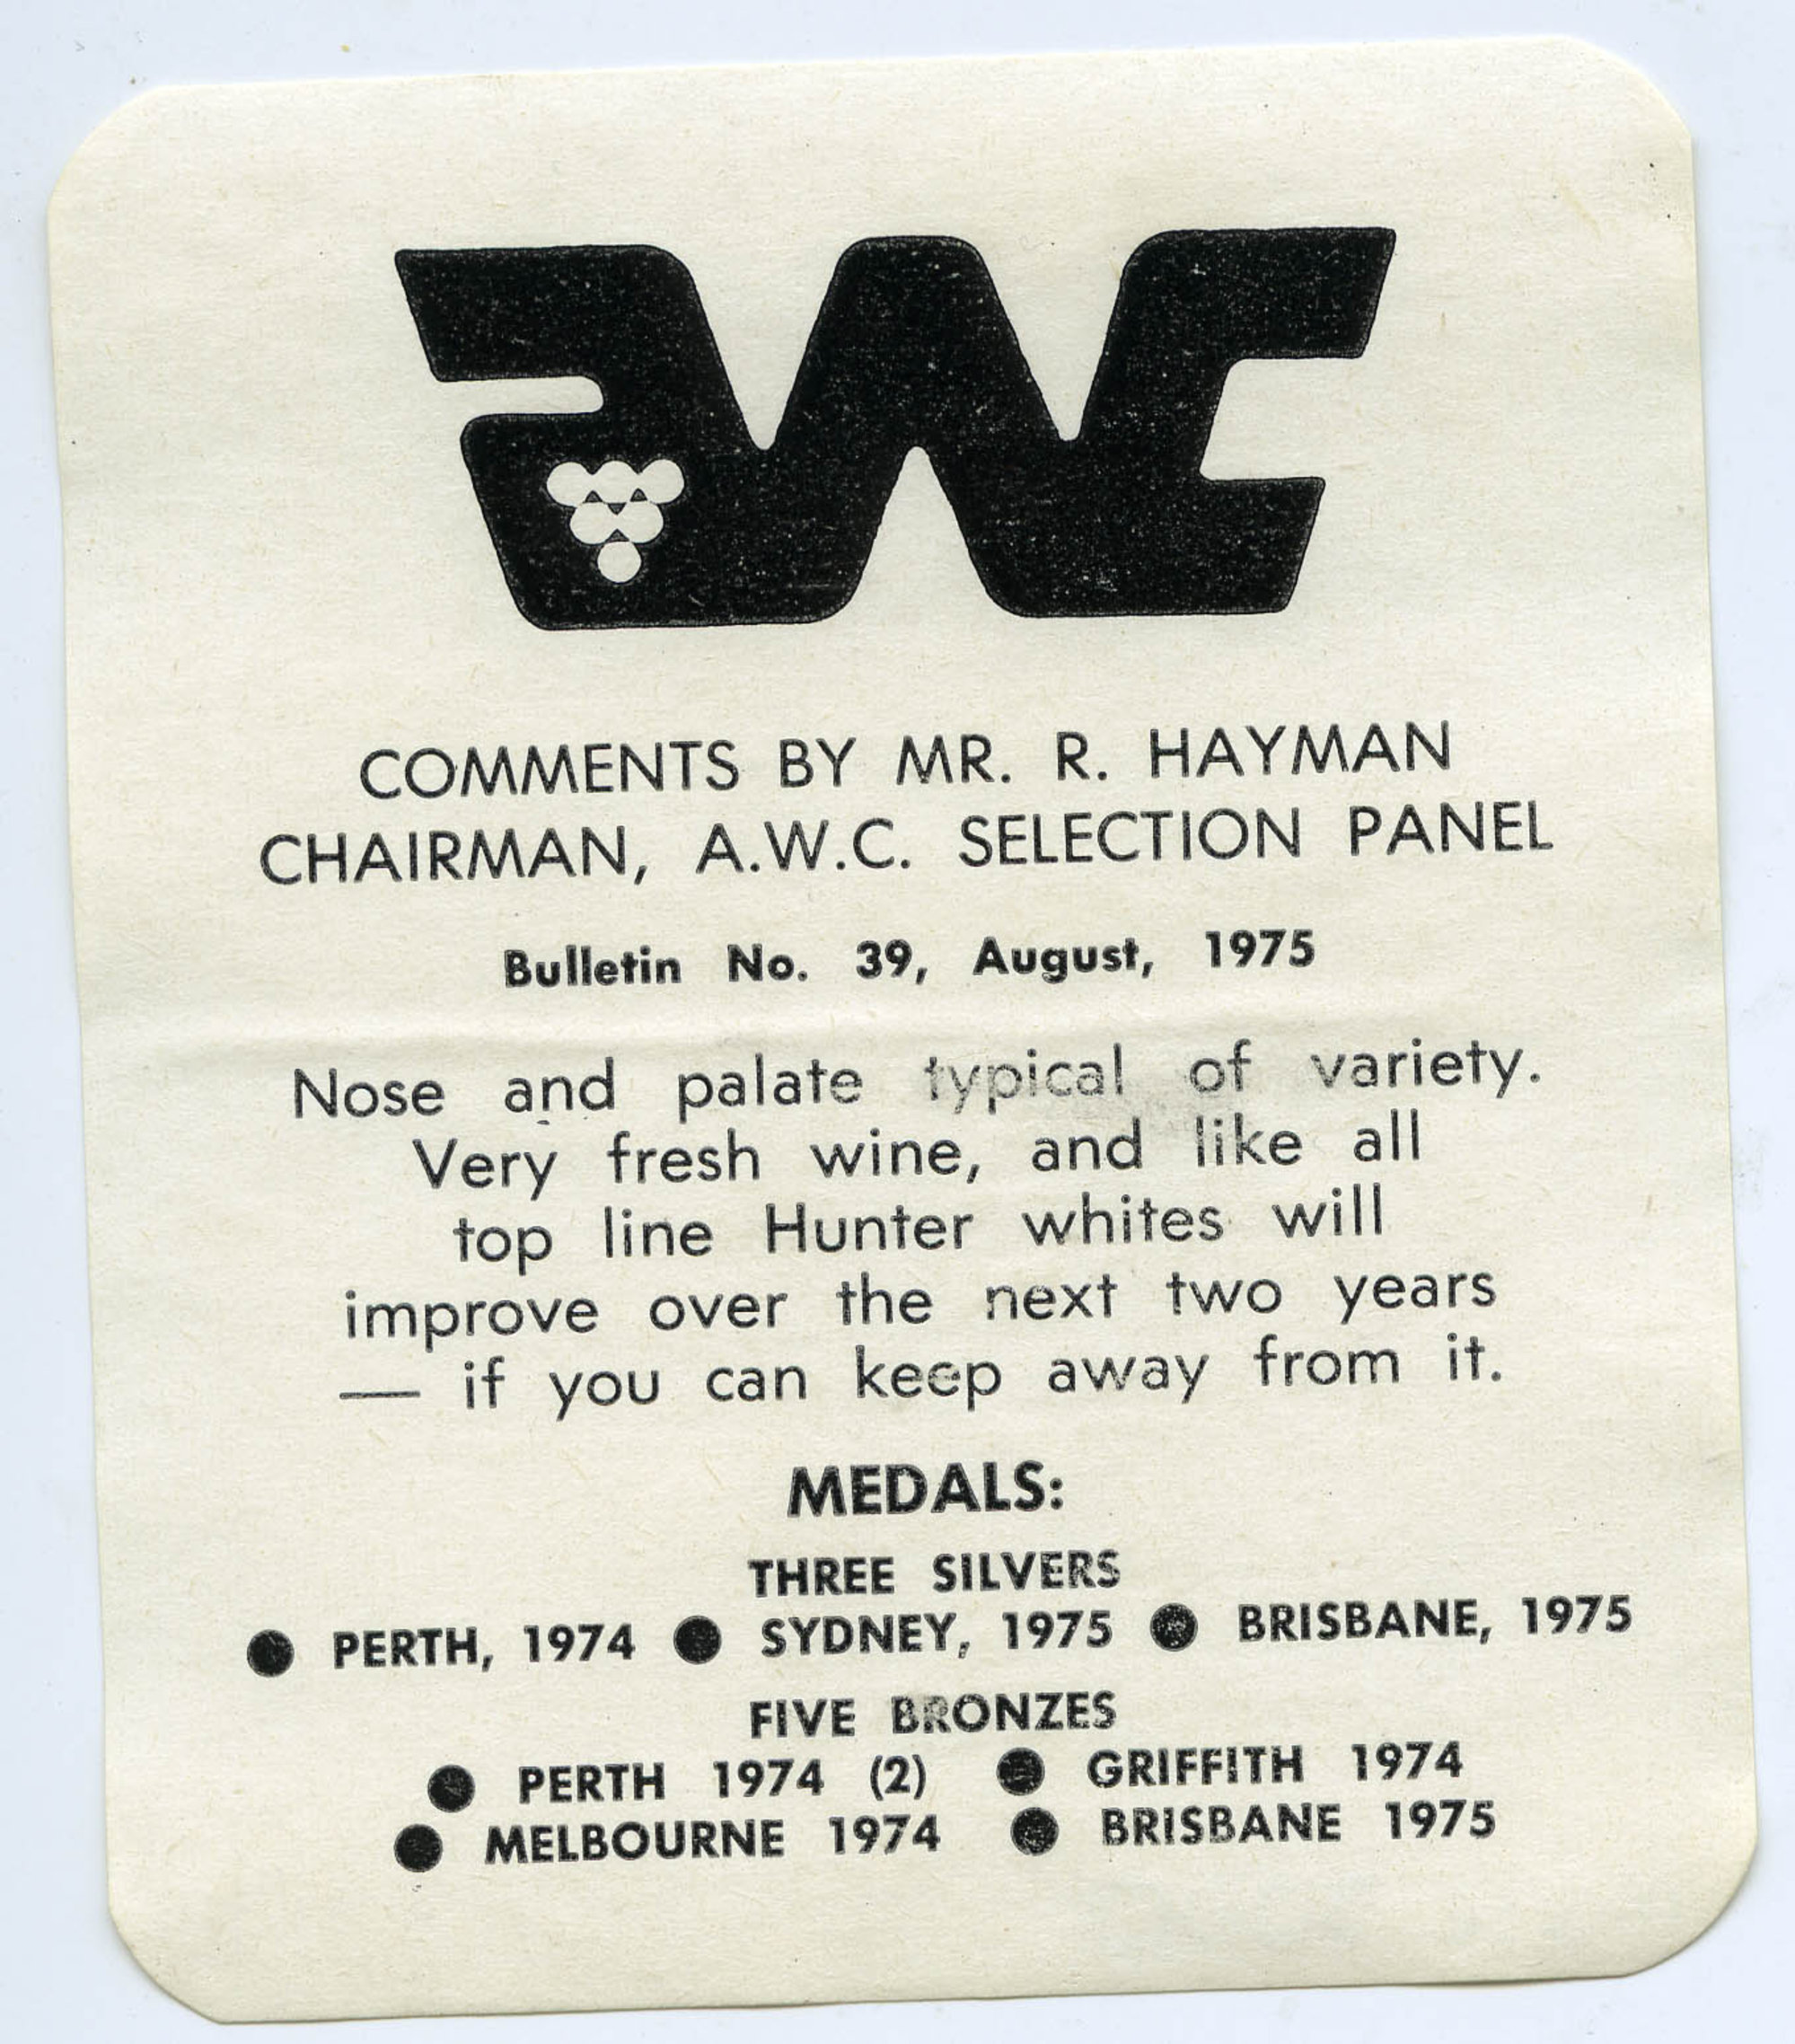 AWC
COMMENTS BY MR. R. HAYMAN
CHAIRMAN, A.W.C. SELECTION PANEL
Bulletin No. 39, August, 1975
Nose and palate typical of variety.
Very fresh wine, and like all
top line Hunter whites will
improve over the next two years
— if you can keep away from it.
MEDALS:
THREE SILVERS
● PERTH, 1974 ● SYDNEY, 1975 ● BRISBANE, 1975
FIVE BRONZES
● PERTH 1974 (2) ● GRIFFITH 1974
● MELBOURNE 1974 ● BRISBANE 1975